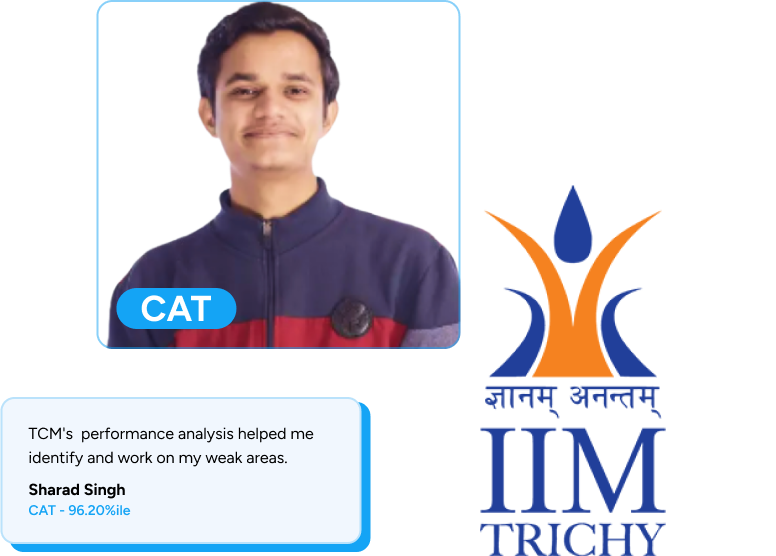 CAT
TCM's performance analysis helped me
identify and work on my weak areas.
Sharad Singh
CAT - 96.20%ile
ज्ञानम् अनन्तम्
IIM
TRICHY